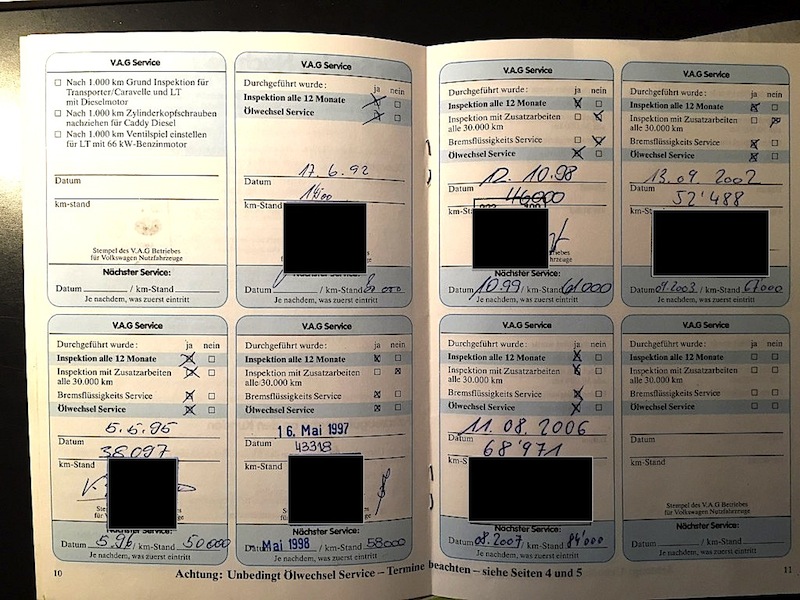 V.A.G Service
Nach 1.000 km Grund Inspektion für
Transporter/Caravelle und LT
mit Dieselmotor
Nach 1.000 km Zylinderkopfschrauben
nachziehen für Caddy Diesel
Nach 1.000 km Ventilspiel einstellen
für LT mit 66 kW-Benzinmotor
Datum
km-stand
Stempel des V.A.G Betriebes
für Volkswagen Nutzfahrzeuge
Nächster Service:
Datum / km-Stand
Je nachdem, was zuerst eintritt
V.A.G Service
Durchgeführt wurde: ja nein
Inspektion alle 12 Monate
Ölwechsel Service
17.6.92
Datum
km-stand
Nächster Service:
Datum / km-Stand
Je nachdem, was zuerst eintritt
V.A.G Service
Durchgeführt wurde: ja nein
Inspektion alle 12 Monate
Inspektion mit Zusatzarbeiten
alle 30.000 km
Bremsflüssigkeits Service
Ölwechsel Service
5.5.95
Datum
38097
km-Stand
Nächster Service:
Datum 5.96 / km-Stand 50000
Je nachdem, was zuerst eintritt
V.A.G Service
Durchgeführt wurde: ja nein
Inspektion alle 12 Monate
Inspektion mit Zusatzarbeiten
alle 30.000 km
Bremsflüssigkeits Service
Ölwechsel Service
16. Mai 1997
Datum
43318
km-Stand
Nächster Service:
Mai 1998 / km-Stand 58000
Je nachdem, was zuerst eintritt
V.A.G Service
Durchgeführt wurde: ja nein
Inspektion alle 12 Monate
Inspektion mit Zusatzarbeiten
alle 30.000 km
Bremsflüssigkeits Service
Ölwechsel Service
12.10.98
Datum
46000
Nächster Service:
Datum 10.99 / km-Stand 61000
Je nachdem, was zuerst eintritt
V.A.G Service
Durchgeführt wurde: ja nein
Inspektion alle 12 Monate
Inspektion mit Zusatzarbeiten
alle 30.000 km
Bremsflüssigkeits Service
Ölwechsel Service
13.09 2002
Datum
52'488
km-Stand
Nächster Service:
Datum / km-Stand 67000
Je nachdem, was zuerst eintritt
V.A.G Service
Durchgeführt wurde: ja nein
Inspektion alle 12 Monate
Inspektion mit Zusatzarbeiten
alle 30.000 km
Bremsflüssigkeits Service
Ölwechsel Service
11.08.2006
Datum
68'971
Nächster Service:
Datum 08.2007 / km-Stand 84'000
Je nachdem, was zuerst eintritt
V.A.G Service
Durchgeführt wurde: ja nein
Inspektion alle 12 Monate
Inspektion mit Zusatzarbeiten
alle 30.000 km
Bremsflüssigkeits Service
Ölwechsel Service
Datum
km-Stand
Stempel des V.A.G Betriebes
für Volkswagen Nutzfahrzeuge
Nächster Service:
Datum / km-Stand
Je nachdem, was zuerst eintritt
10 Achtung: Unbedingt Ölwechsel Service – Termine beachten – siehe Seiten 4 und 5 11